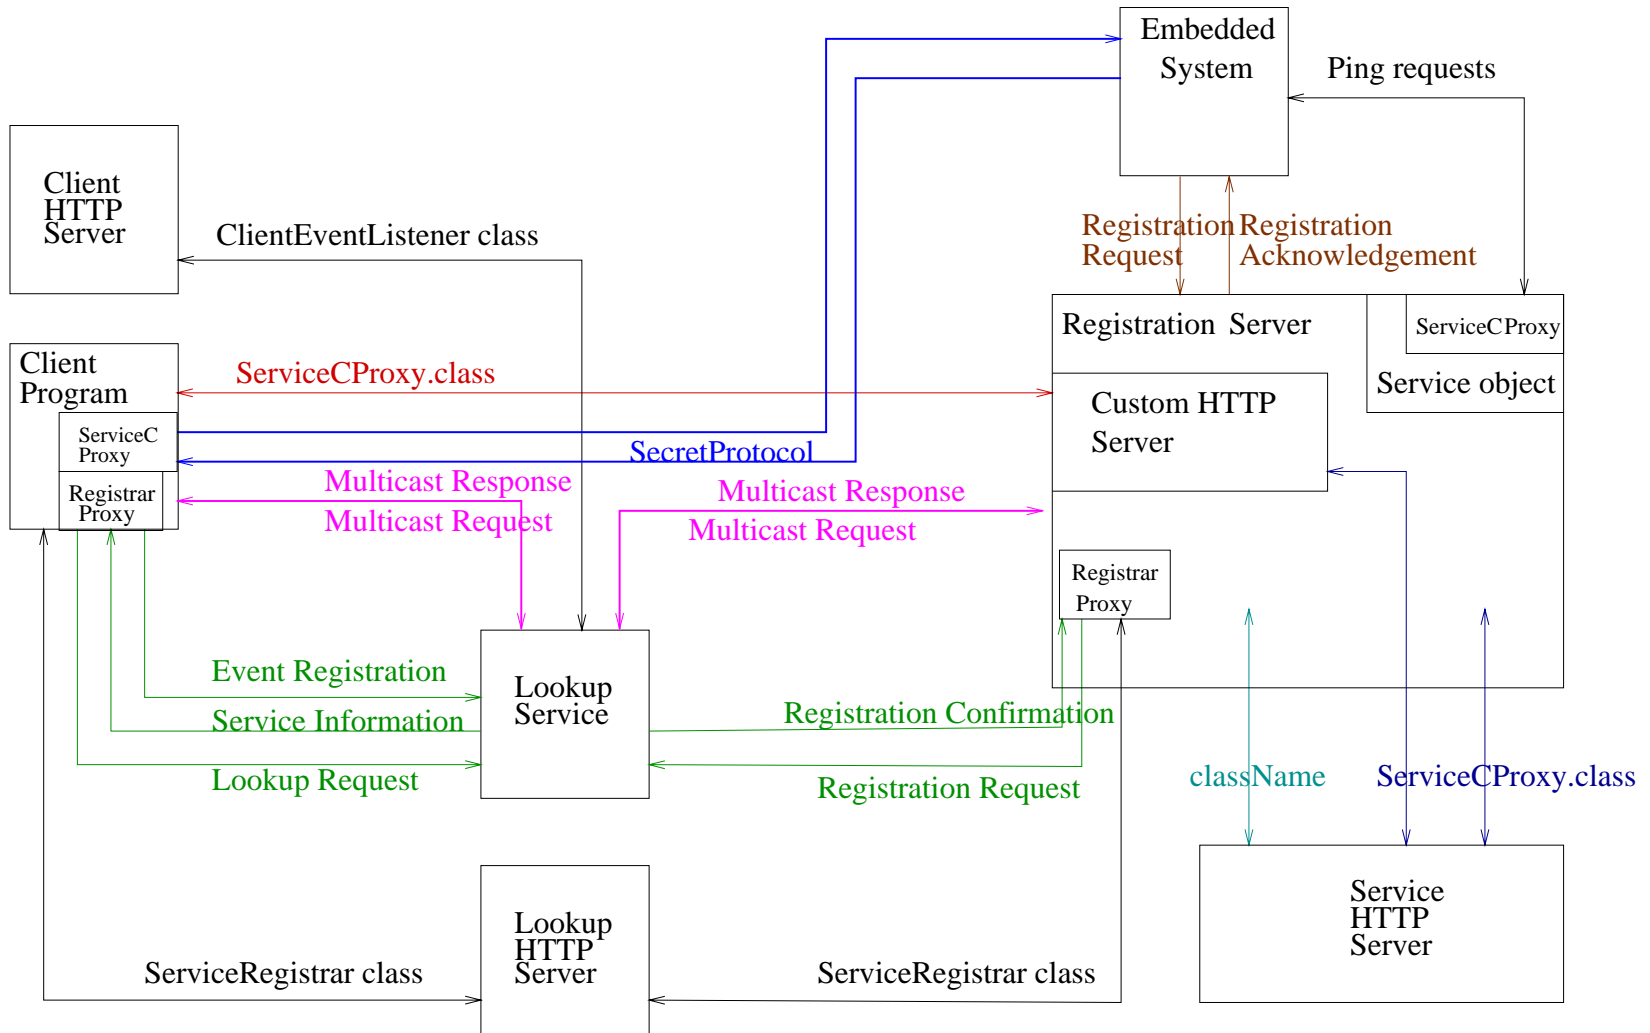 Embedded
System
Ping requests
Client
HTTP
Server
ClientEventListener class
Registration
Request
Registration
Acknowledgement
Registration Server
ServiceCProxy
Service object
Client
Program
ServiceCProxy.class
Custom HTTP
Server
ServiceC
Proxy
SecretProtocol
Registrar
Proxy
Multicast Response
Multicast Request
Multicast Response
Multicast Request
Registrar
Proxy
Event Registration
Service Information
Lookup Request
Lookup
Service
Registration Confirmation
Registration Request
className
ServiceCProxy.class
Lookup
HTTP
Server
Service
HTTP
Server
ServiceRegistrar class
ServiceRegistrar class